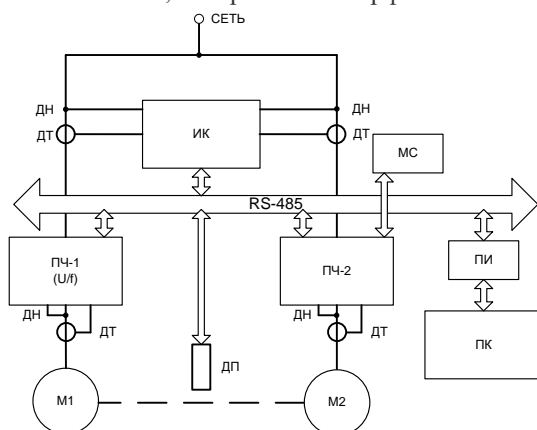 СЕТЬ
ДН
ДН
ДТ
ИК
ДТ
МС
RS-485
ПЧ-1
(U/f)
ПЧ-2
ПИ
ДН
ДТ
ДН
ДТ
ПК
ДП
М1
М2